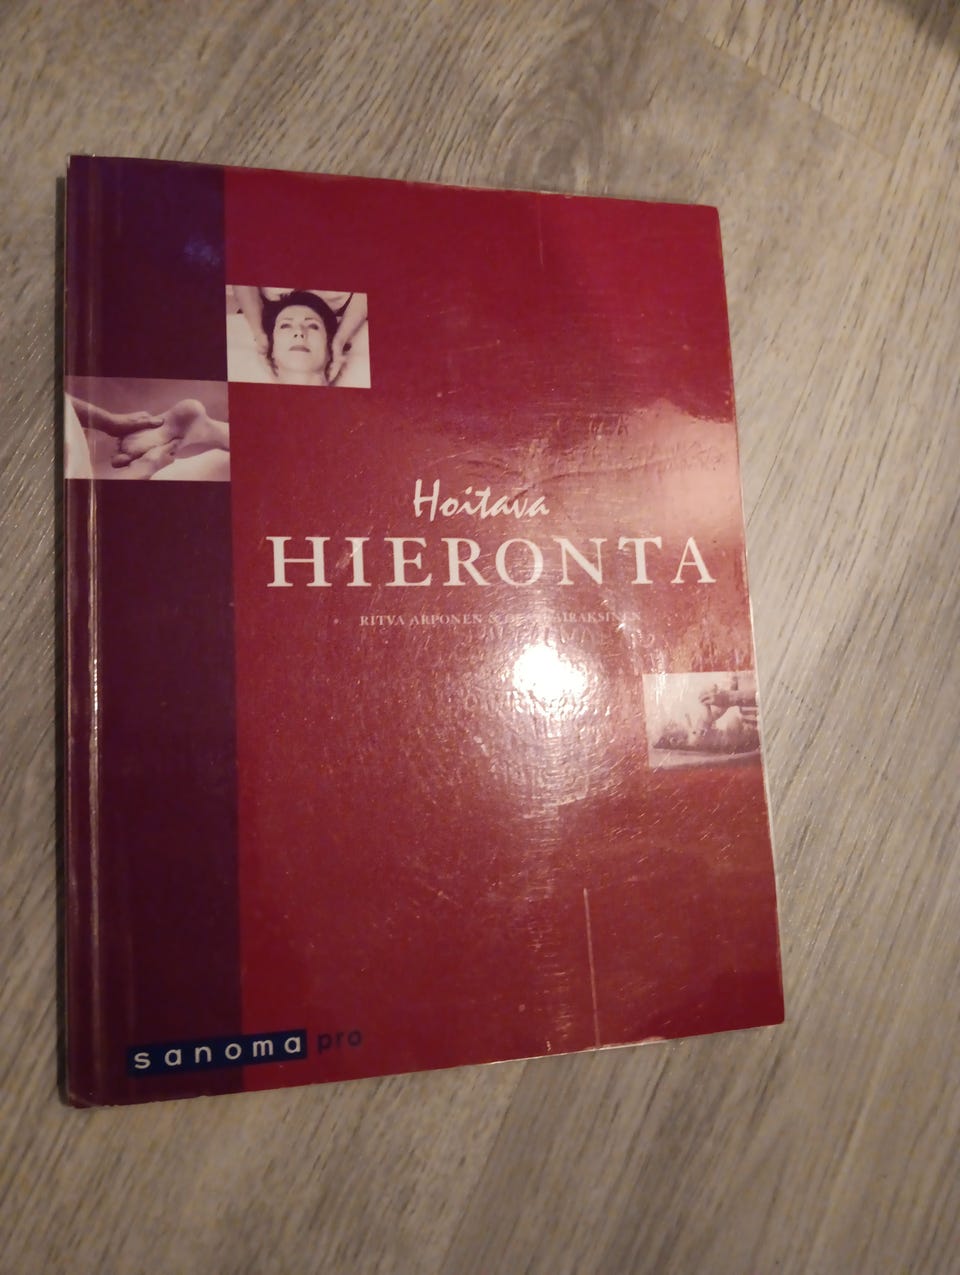 Hoitava
HIERONTA
RITVA ARPONEN &
sanoma pro